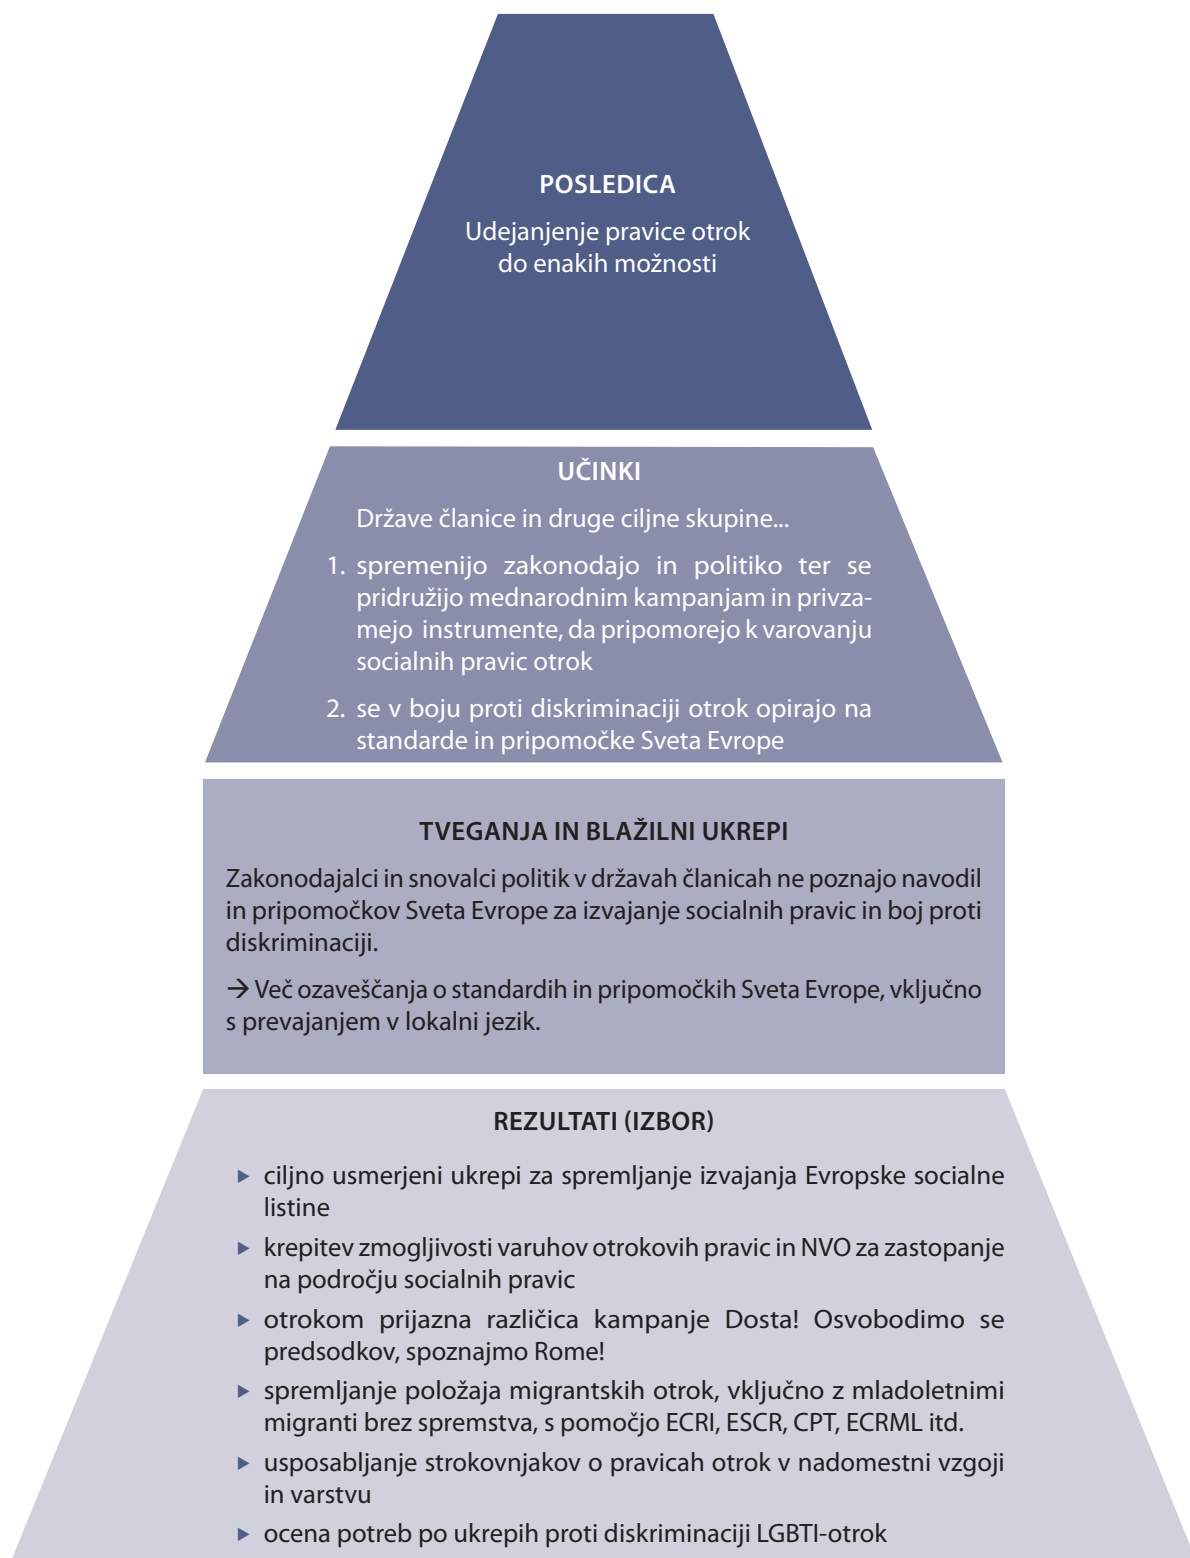 POSLEDICA
Udejanjenje pravice otrok
do enakih možnosti
UČINKI
Države članice in druge ciljne skupine...
1. spremenijo zakonodajo in politiko ter se
pridružijo mednarodnim kampanjam in privza-
mejo instrumente, da pripomorejo k varovanju
socialnih pravic otrok
2. se v boju proti diskriminaciji otrok opirajo na
standarde in pripomočke Sveta Evrope
TVEGANJA IN BLAŽILNI UKREPI
Zakonodajalci in snovalci politik v državah članicah ne poznajo navodil
in pripomočkov Sveta Evrope za izvajanje socialnih pravic in boj proti
diskriminaciji.
→ Več ozaveščanja o standardih in pripomočkih Sveta Evrope, vključno
s prevajanjem v lokalni jezik.
REZULTATI (IZBOR)
▶ ciljno usmerjeni ukrepi za spremljanje izvajanja Evropske socialne
listine
▶ krepitev zmogljivosti varuhov otrokovih pravic in NVO za zastopanje
na področju socialnih pravic
▶ otrokom prijazna različica kampanje Dosta! Osvobodimo se
predsodkov, spoznajmo Rome!
▶ spremljanje položaja migrantskih otrok, vključno z mladoletnimi
migranti brez spremstva, s pomočjo ECRI, ESCR, CPT, ECRML itd.
▶ usposabljanje strokovnjakov o pravicah otrok v nadomestni vzgoji
in varstvu
▶ ocena potreb po ukrepih proti diskriminaciji LGBTI-otrok